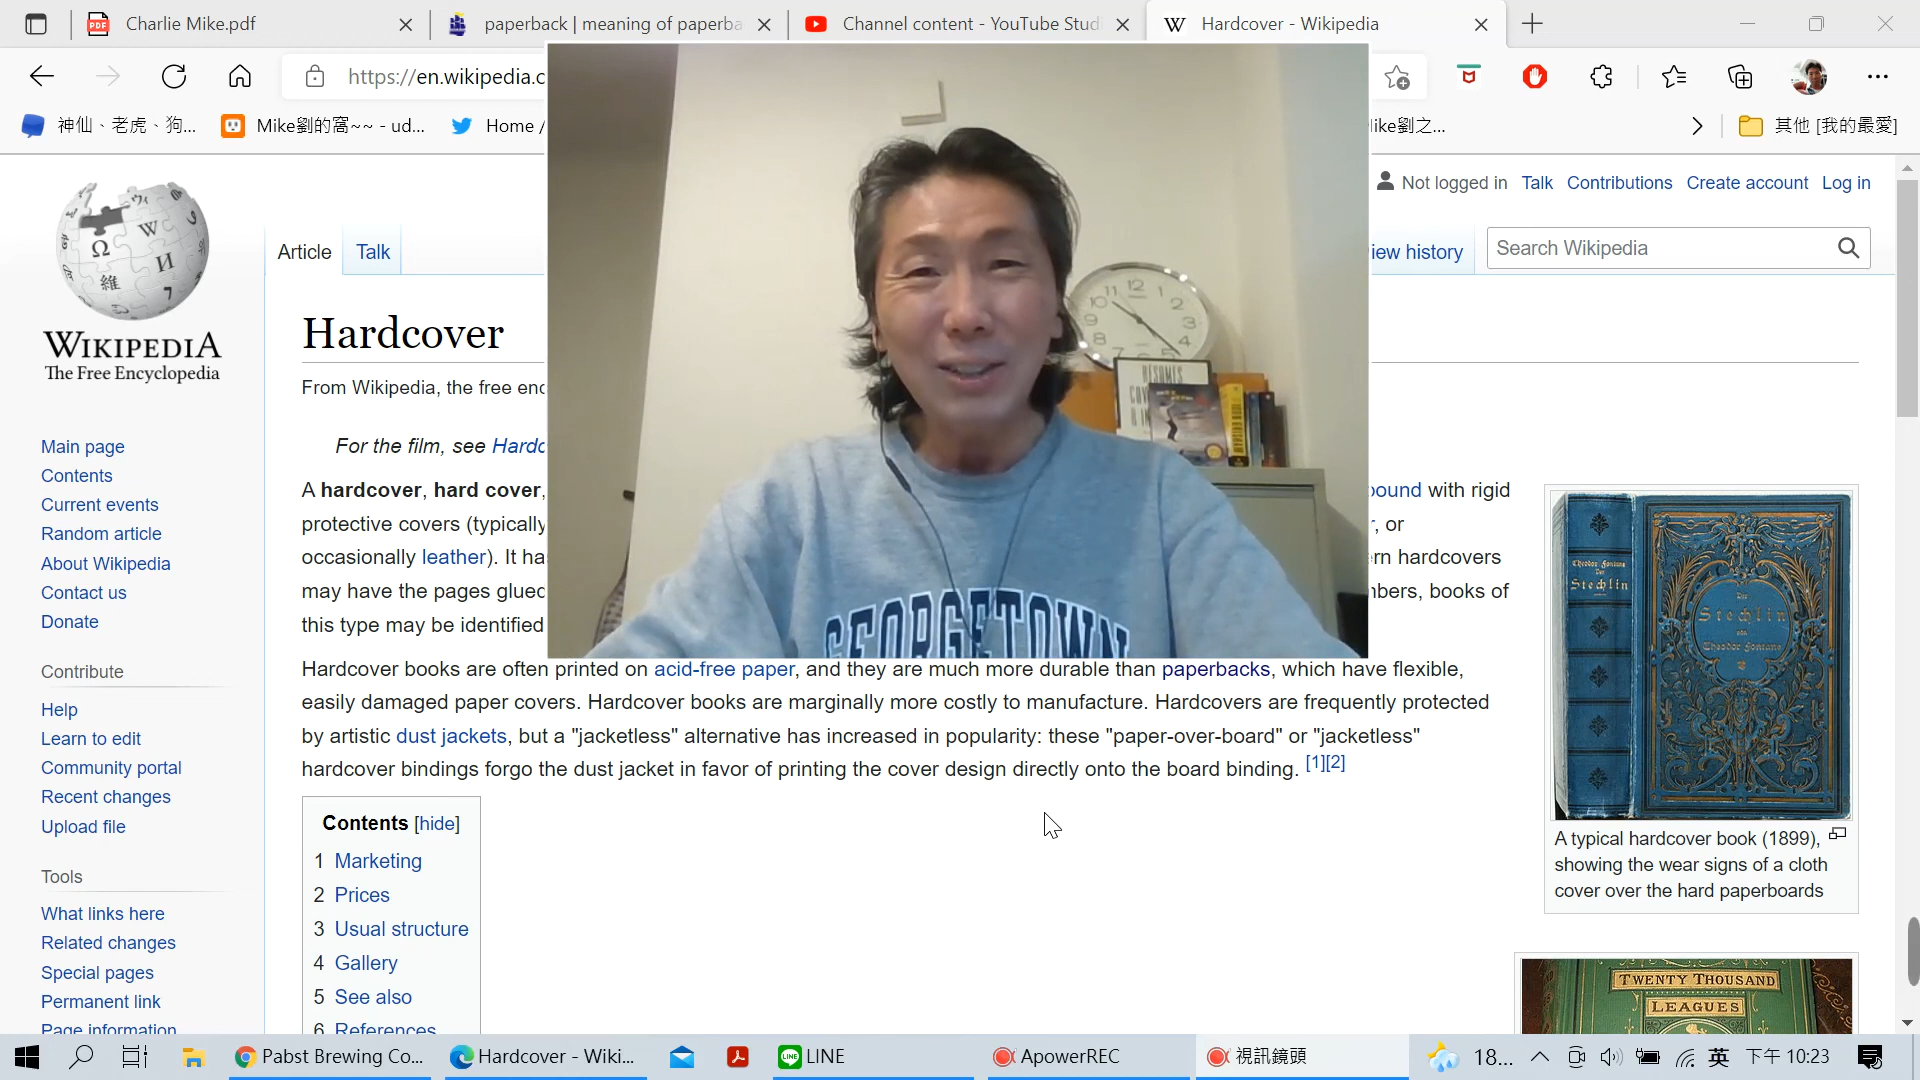 Charlie Mike.pdf
paperback | meaning of paperba
Channel content - YouTube Studi
Hardcover - Wikipedia
https://en.wikipedia.c
神仙、老虎、狗...
Mike劉的窩~~ - ud...
Home /
ike劉之...
其他 [我的最愛]
Not logged in Talk Contributions Create account Log in
Article Talk
iew history
Search Wikipedia
WIKIPEDIA
The Free Encyclopedia
Hardcover
From Wikipedia, the free enc
For the film, see Hardc
A hardcover, hard cover,
bound with rigid
protective covers (typically
, or
occasionally leather). It ha
rn hardcovers
may have the pages glued
nbers, books of
this type may be identified
Hardcover books are often printed on acid-free paper, and they are much more durable than paperbacks, which have flexible,
easily damaged paper covers. Hardcover books are marginally more costly to manufacture. Hardcovers are frequently protected
by artistic dust jackets, but a "jacketless" alternative has increased in popularity: these "paper-over-board" or "jacketless"
hardcover bindings forgo the dust jacket in favor of printing the cover design directly onto the board binding. [1][2]
Contents [hide]
1 Marketing
2 Prices
3 Usual structure
4 Gallery
5 See also
6 References
Main page
Contents
Current events
Random article
About Wikipedia
Contact us
Donate
Contribute
Help
Learn to edit
Community portal
Recent changes
Upload file
Tools
What links here
Related changes
Special pages
Permanent link
Page information
GEORGETOWN
RESUMES
Theodor Fontane
Der
Stechlin
Der
Stechlin
von
Theodor Fontane
A typical hardcover book (1899),
showing the wear signs of a cloth
cover over the hard paperboards
TWENTY THOUSAND
LEAGUES
Pabst Brewing Co...
Hardcover - Wiki...
LINE
ApowerREC
視訊鏡頭
18...
英
下午 10:23